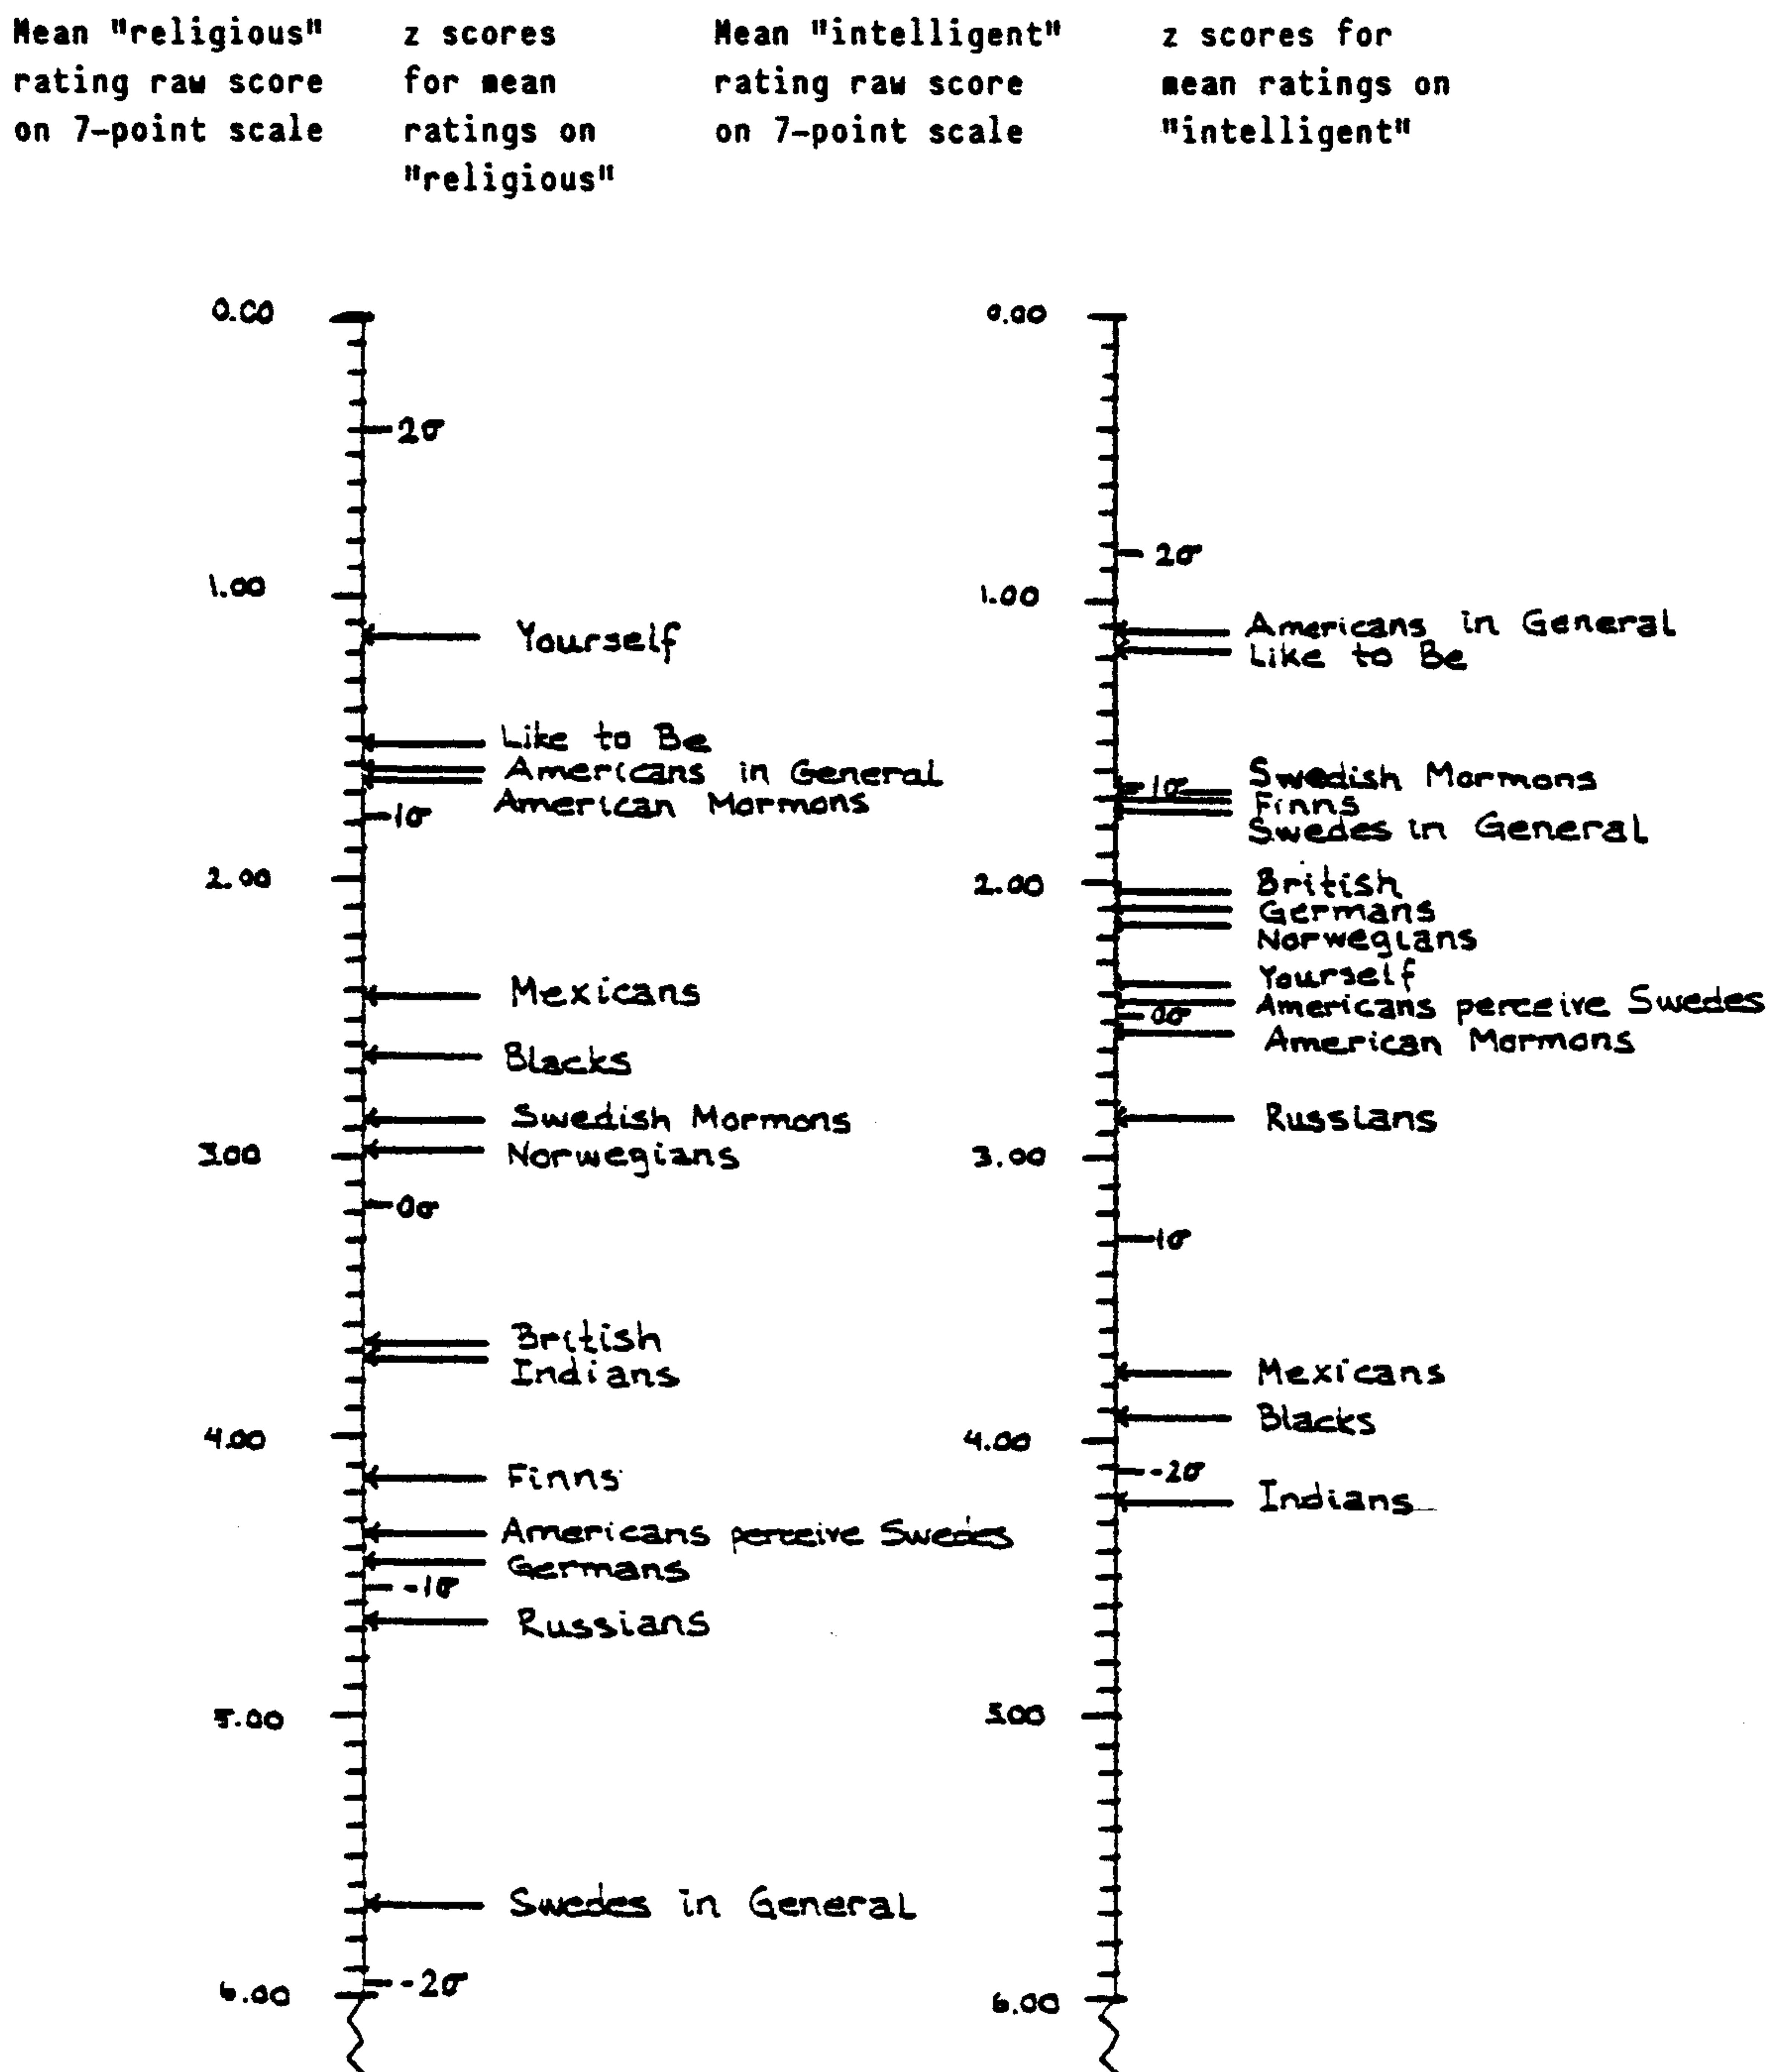 Mean "religious"
rating raw score
on 7-point scale
z scores
for mean
ratings on
"religious"
Mean "intelligent"
rating raw score
on 7-point scale
z scores for
mean ratings on
"intelligent"
0.00
2σ
1.00
Yourself
Like to Be
Americans in General
American Mormons
1σ
2.00
Mexicans
Blacks
Swedish Mormons
3.00
Norwegians
0σ
British
Indians
4.00
Finns
Americans perceive Swedes
Germans
-1σ
Russians
5.00
Swedes in General
-2σ
6.00
0.00
2σ
1.00
Americans in General
Like to Be
Swedish Mormons
1σ
Finns
Swedes in General
2.00
British
Germans
Norwegians
Yourself
Americans perceive Swedes
0σ
American Mormons
Russians
3.00
1σ
Mexicans
Blacks
4.00
-2σ
Indians
5.00
6.00